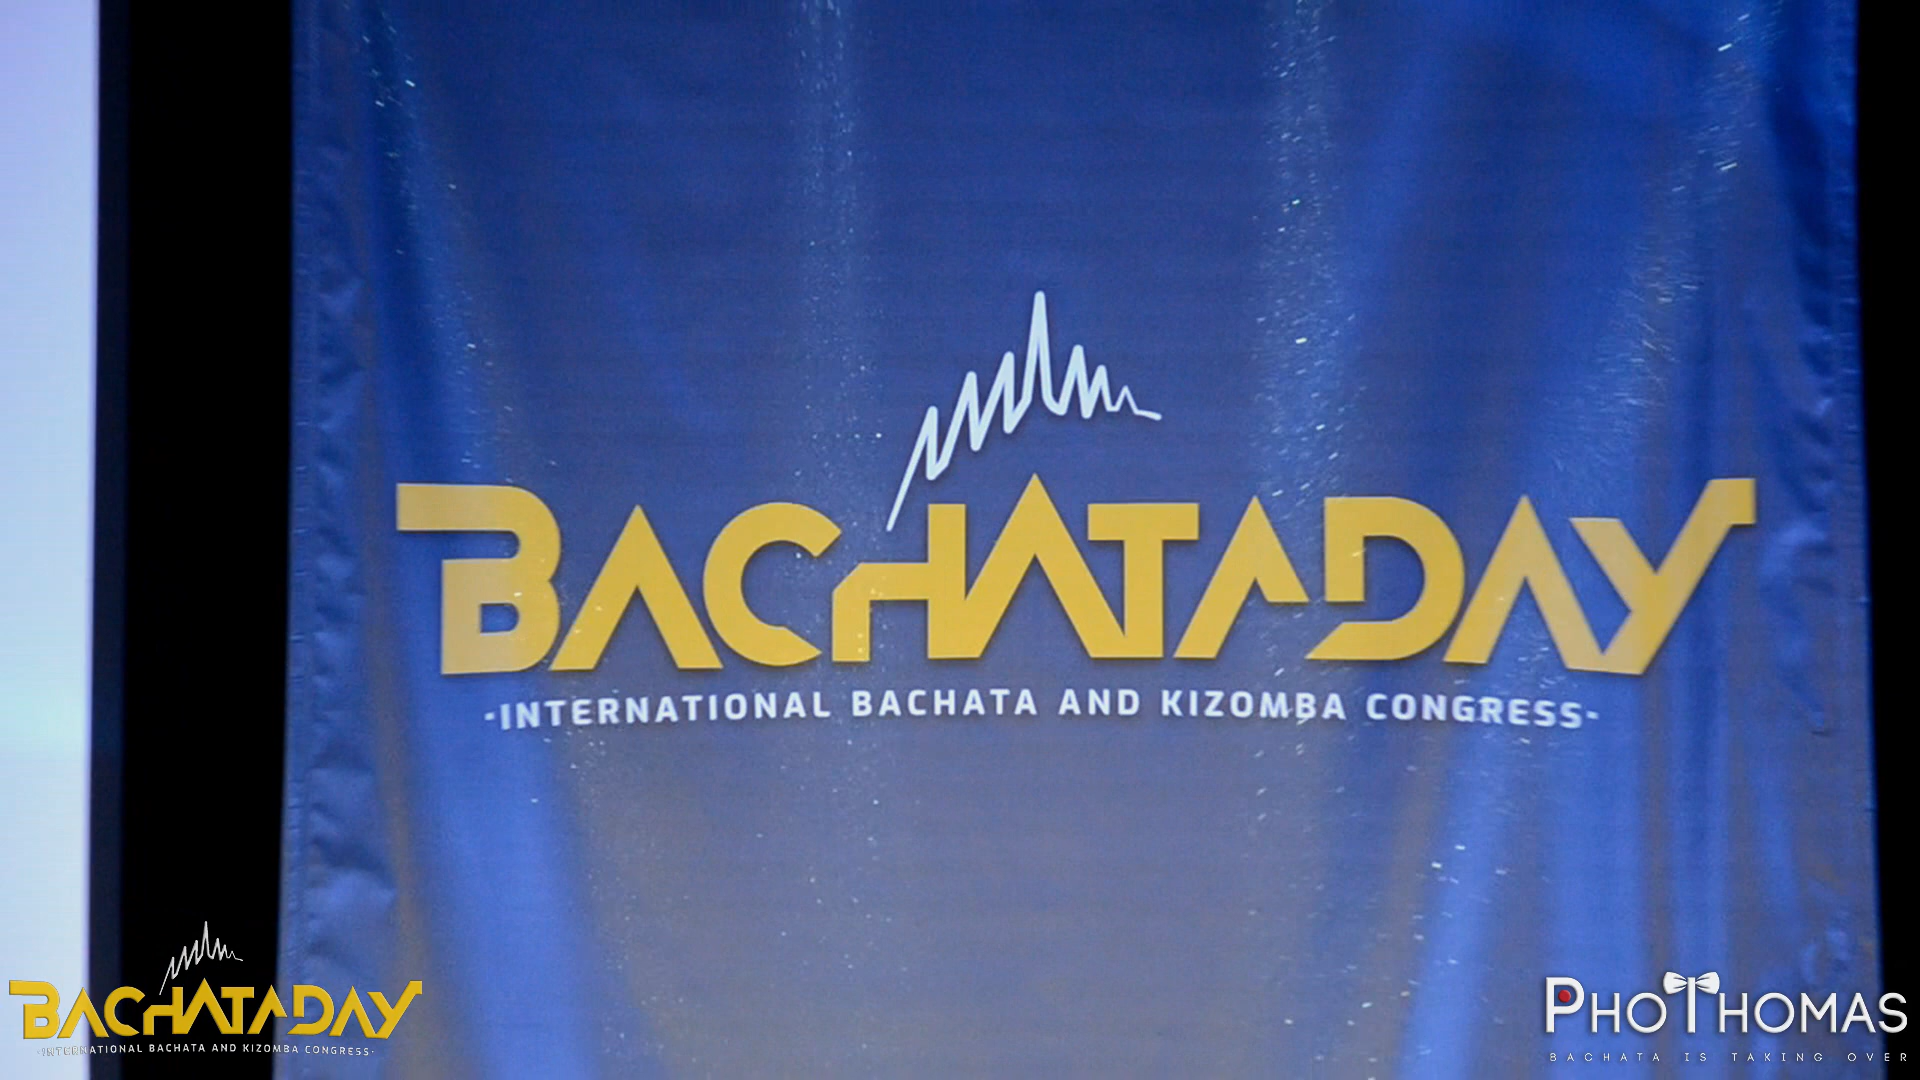 BACHATADAY
-INTERNATIONAL BACHATA AND KIZOMBA CONGRESS-
BACHATADAY
-INTERNATIONAL BACHATA AND KIZOMBA CONGRESS-
PHOTHOMAS
BACHATA IS TAKING OVER